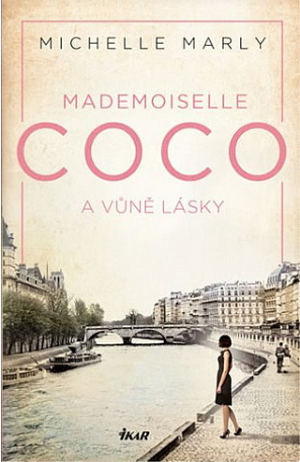 MICHELLE MARLY
MADEMOISELLE
COCO
A VŮNĚ LÁSKY
IKAR